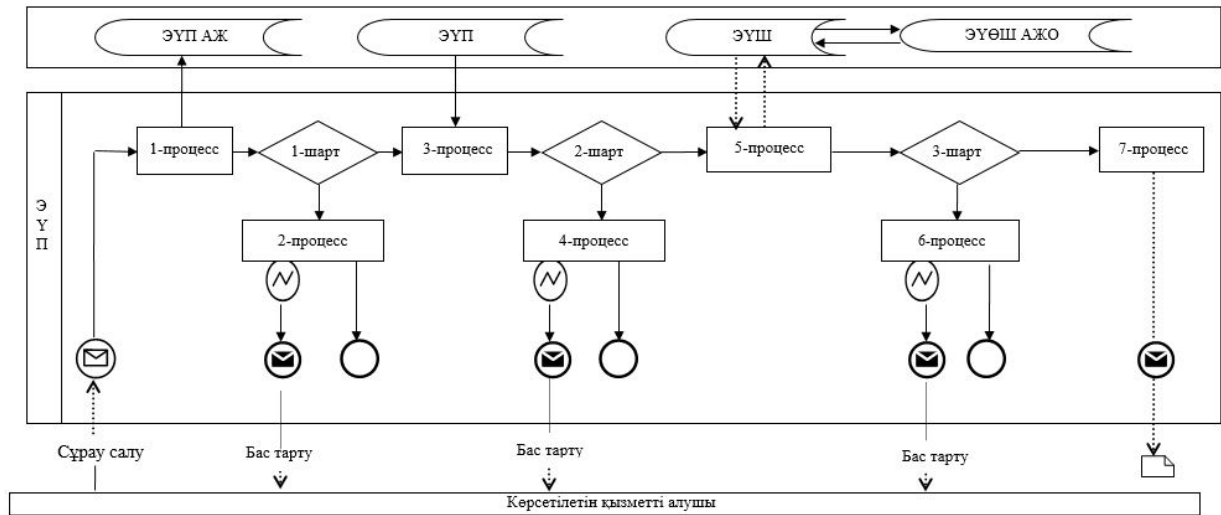 ЭҮП АЖ
ЭҮП
ЭҮШ
ЭҮӨШ АЖО
Э
Ү
П
1-процесс
1-шарт
3-процесс
2-шарт
5-процесс
3-шарт
7-процесс
2-процесс
4-процесс
6-процесс
Сұрау салу
Бас тарту
Бас тарту
Бас тарту
Көрсетілетін қызметті алушы